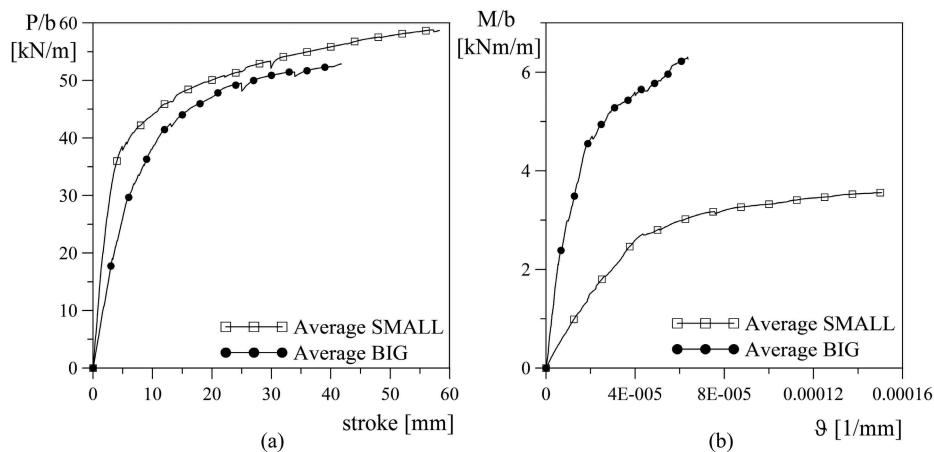 P/b
[kN/m]
60
50
40
30
20
10
0
Average SMALL
Average BIG
0 10 20 30 40 50 60
stroke [mm]
(a)
M/b
[kNm/m]
6
4
2
0
Average SMALL
Average BIG
0 4E-005 8E-005 0.00012 0.00016
(b)
ϑ [1/mm]